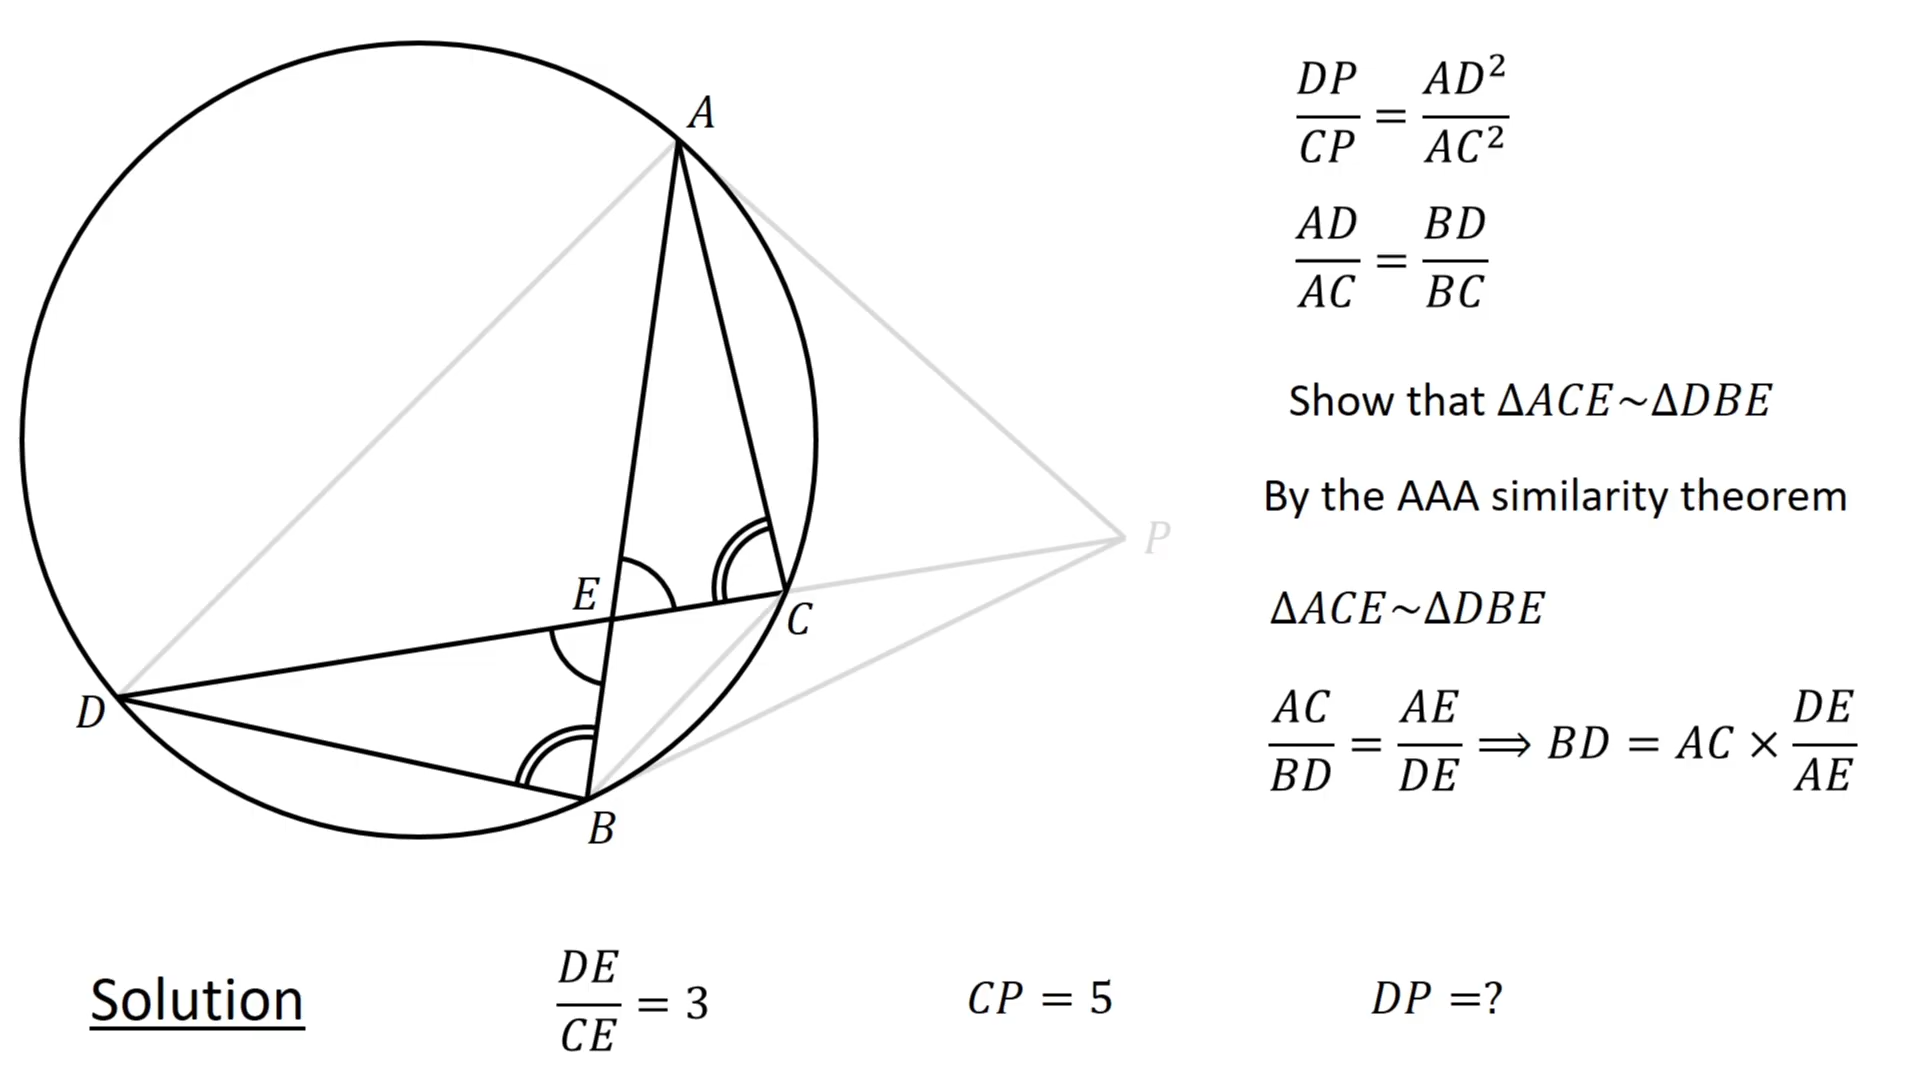 A
E
C
P
D
B
DP/CP = AD²/AC²
AD/AC = BD/BC
Show that ΔACE~ΔDBE
By the AAA similarity theorem
ΔACE~ΔDBE
AC/BD = AE/DE ⟹ BD = AC × DE/AE
Solution
DE/CE = 3
CP = 5
DP =?